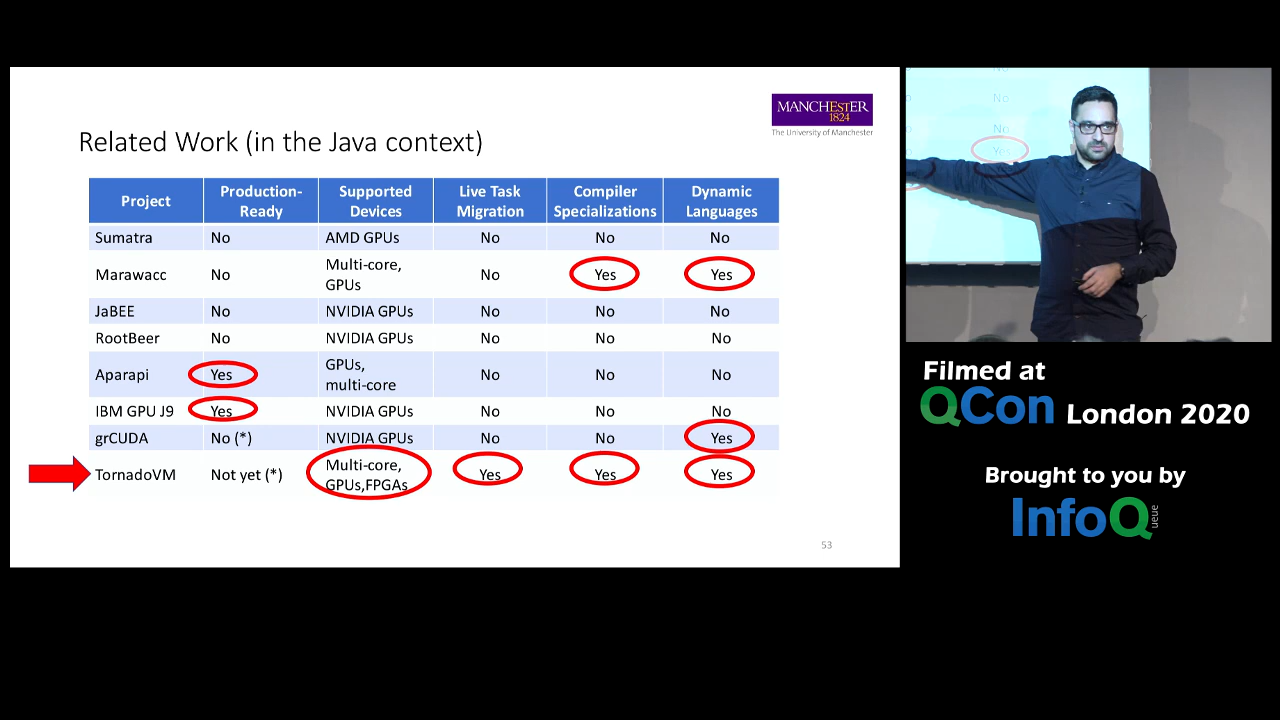 MANCHESTER
1824
The University of Manchester
Related Work (in the Java context)
Project Production-Ready Supported Devices Live Task Migration Compiler Specializations Dynamic Languages
Sumatra No AMD GPUs No No No
Marawacc No Multi-core, GPUs No Yes Yes
JaBEE No NVIDIA GPUs No No No
RootBeer No NVIDIA GPUs No No No
Aparapi Yes GPUs, multi-core No No No
IBM GPU J9 Yes NVIDIA GPUs No No No
grCUDA No (*) NVIDIA GPUs No No Yes
TornadoVM Not yet (*) Multi-core, GPUs,FPGAs Yes Yes Yes
53
No
No
Yes
Filmed at
QCon London 2020
Brought to you by
InfoQ
queue